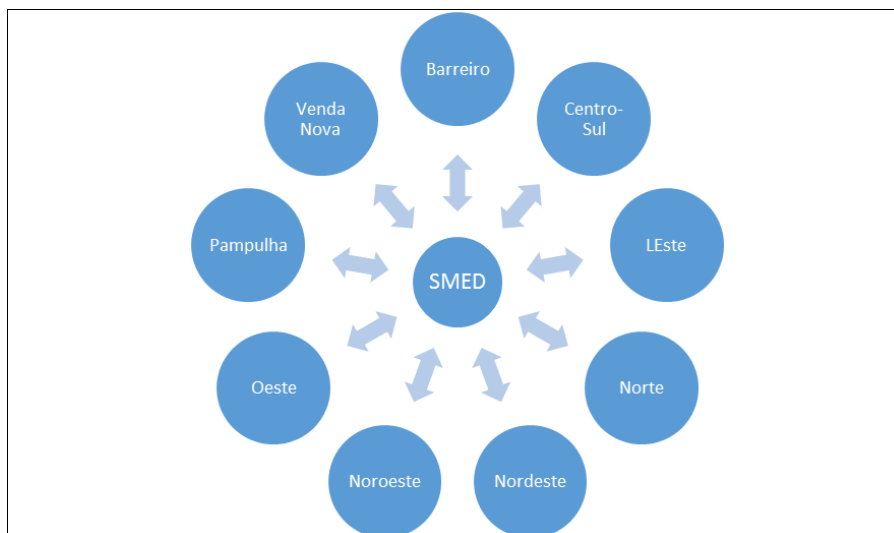 Barreiro
Centro-
Sul
LEste
Norte
Nordeste
Noroeste
Oeste
Pampulha
Venda
Nova
SMED